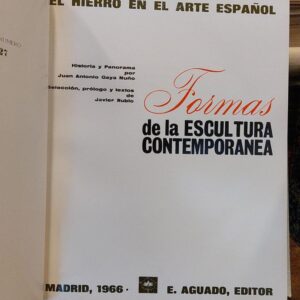 EL HIERRO EN EL ARTE ESPAÑOL
Historia y Panorama
por
Juan Antonio Gaya Nuño
selección, prólogo y textos
de
Javier Rubio
Formas
de la ESCULTURA
CONTEMPORANEA
MADRID, 1966 · E. AGUADO, EDITOR
27